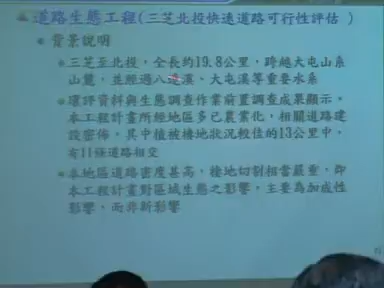 道路生態工程(三芝北投快速道路可行性評估 )
背景說明
三芝至北投,全長約19.8公里,跨越大屯山系
山麓,並經過八連溪、大屯溪等重要水系
環評資料與生態調查作業前置調查成果顯示。
本工程計畫所經地區多已農業化,相關道路建
設密佈。其中植被棲地狀況較佳的13公里中,
有11條道路相交
本地區道路密度甚高,棲地切割相當嚴重,即
本工程計畫對區域生態之影響,主要為加成性
影響,而非新影響